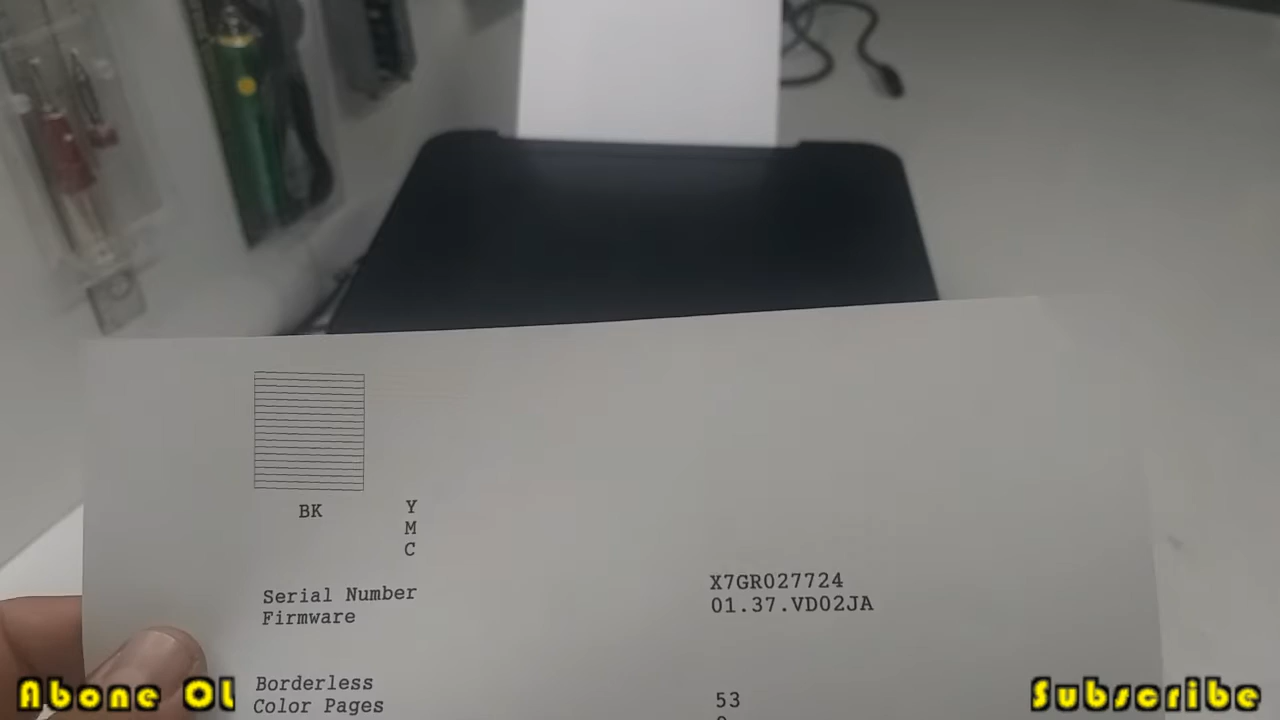 BK
Y
M
C
Serial Number X7GR027724
Firmware 01.37.VD02JA
Borderless 53
Color Pages
Abone OL
Subscribe